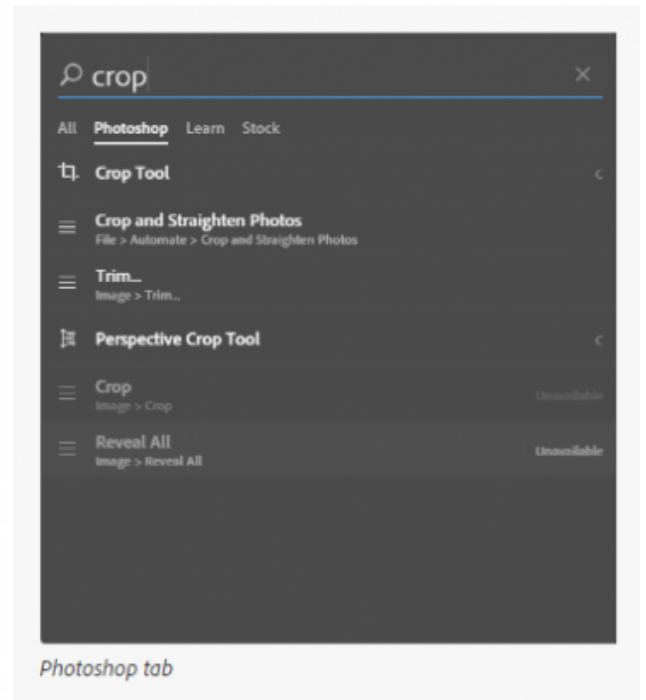 crop
All Photoshop Learn Stock
Crop Tool C
Crop and Straighten Photos
File > Automate > Crop and Straighten Photos
Trim...
Image > Trim...
Perspective Crop Tool C
Crop
Image > Crop Unavailable
Reveal All
Image > Reveal All Unavailable
Photoshop tab